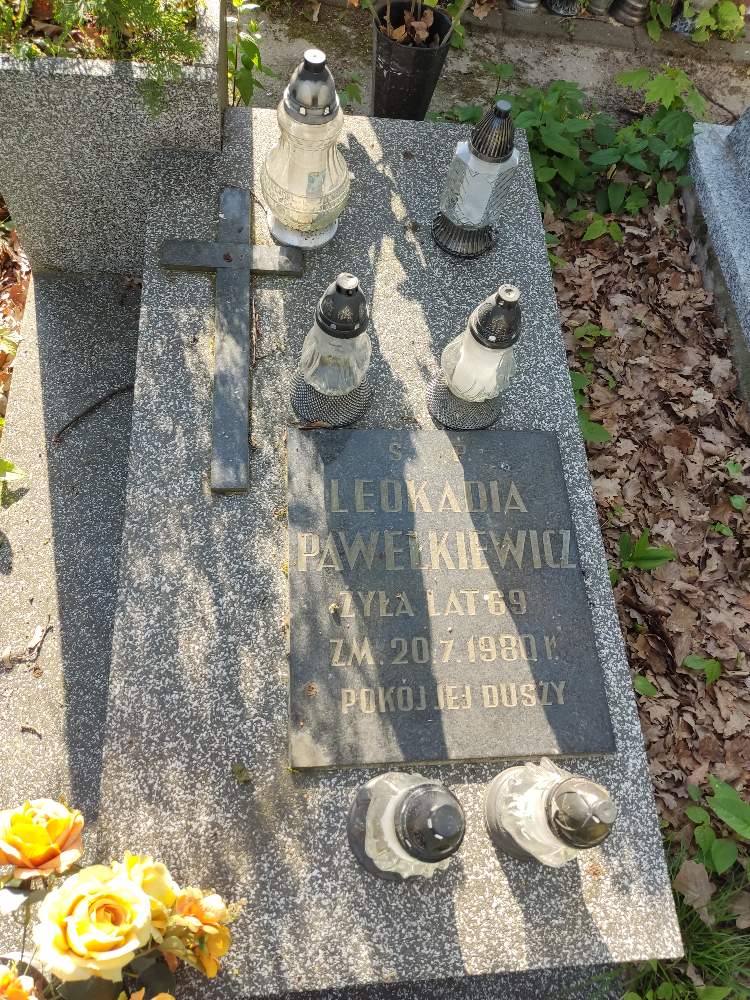 Ś P
LEOKADIA
PAWEŁKIEWICZ
ŻYŁA LAT 69
ZM. 20.7.1980 R.
POKÓJ JEJ DUSZY